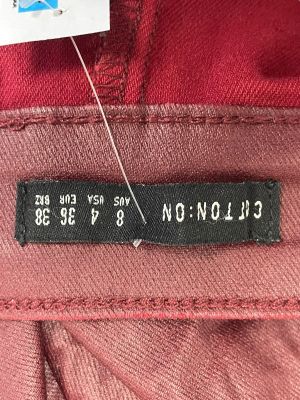 COTTON:ON
8 4 36 38
AUS USA EUR BRZ